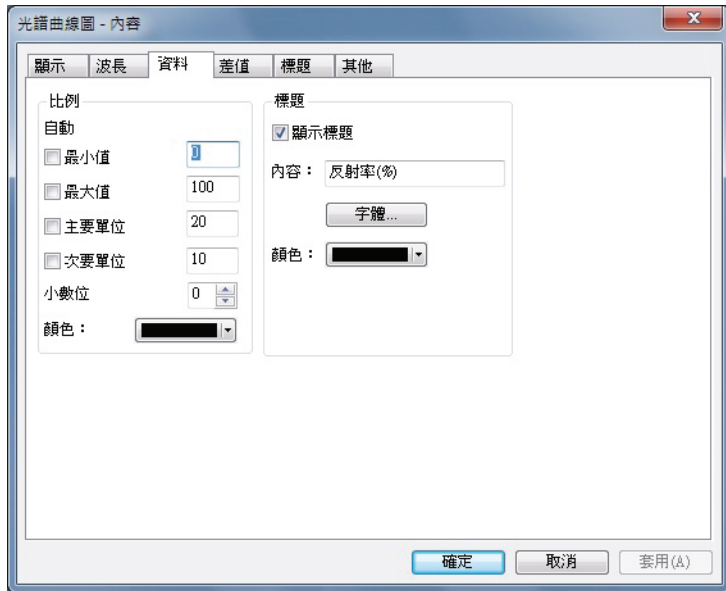 光譜曲線圖 - 內容
顯示 波長 資料 差值 標題 其他
比例
自動
最小值 0
最大值 100
主要單位 20
次要單位 10
小數位 0
顏色：
標題
顯示標題
內容： 反射率(%)
字體...
顏色：
確定 取消 套用(A)